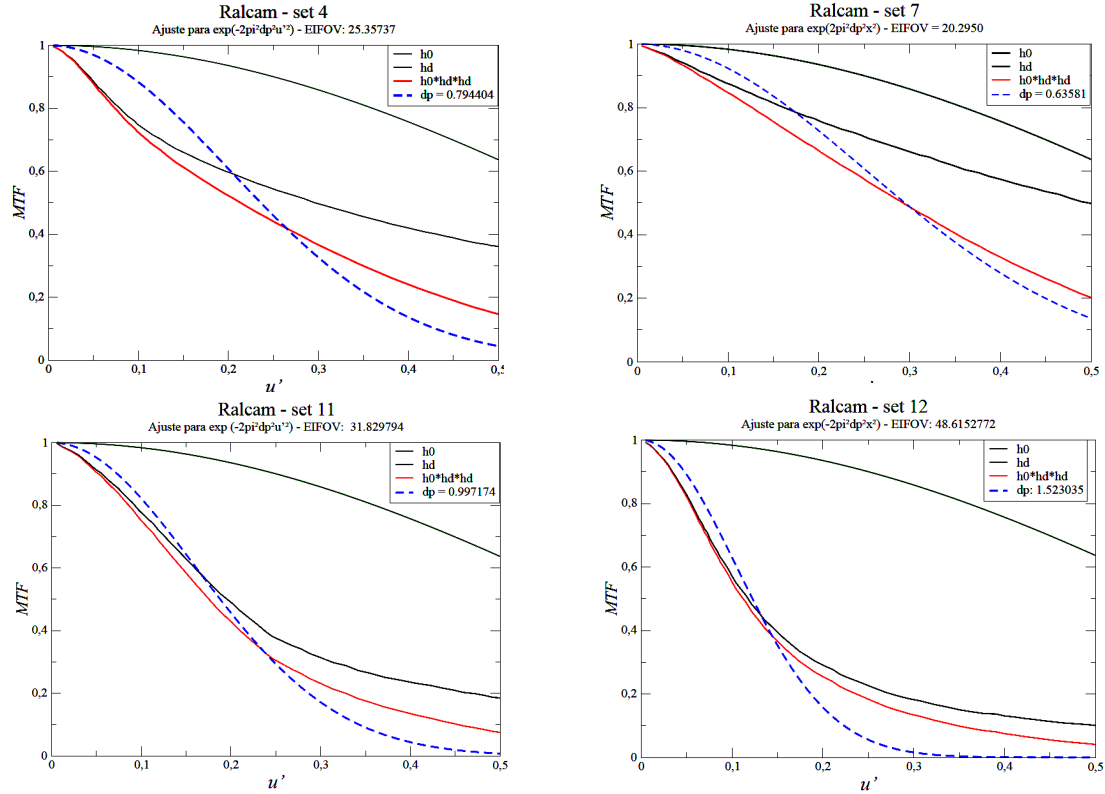 Ralcam - set 4
Ajuste para exp(-2pi²dp²u'²) - EIFOV: 25.35737
1
0,8
0,6
0,4
0,2
0
MTF
h0
hd
h0*hd*hd
dp = 0.794404
0
0,1
0,2
0,3
0,4
0,5
u'
Ralcam - set 7
Ajuste para exp(2pi²dp²x²) - EIFOV = 20.2950
1
0,8
0,6
0,4
0,2
0
MTF
h0
hd
h0*hd*hd
dp = 0.63581
0
0,1
0,2
0,3
0,4
0,5
Ralcam - set 11
Ajuste para exp (-2pi²dp²u'²) - EIFOV: 31.829794
1
0,8
0,6
0,4
0,2
0
MTF
h0
hd
h0*hd*hd
dp = 0.997174
0
0,1
0,2
0,3
0,4
0,5
u'
Ralcam - set 12
Ajuste para exp(-2pi²dp²x²) - EIFOV: 48.6152772
1
0,8
0,6
0,4
0,2
0
MTF
h0
hd
h0*hd*hd
dp: 1.523035
0
0,1
0,2
0,3
0,4
0,5
u'